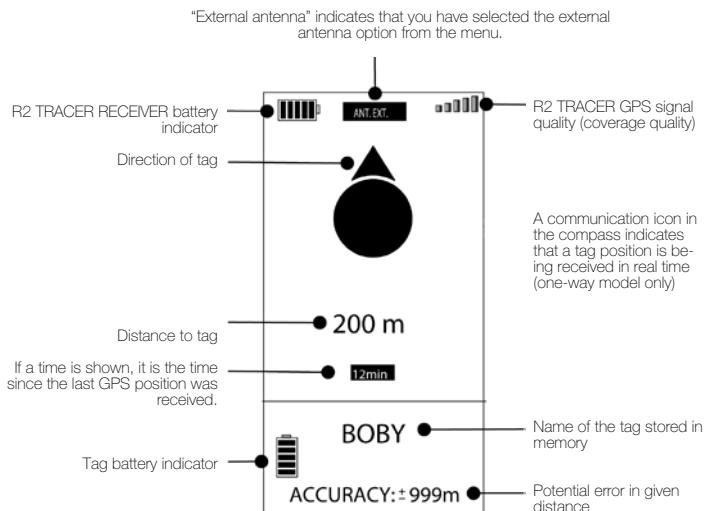 “External antenna” indicates that you have selected the external
antenna option from the menu.
R2 TRACER RECEIVER battery
indicator
ANT. EXT.
R2 TRACER GPS signal
quality (coverage quality)
Direction of tag
A communication icon in
the compass indicates
that a tag position is be-
ing received in real time
(one-way model only)
Distance to tag
200 m
If a time is shown, it is the time
since the last GPS position was
received.
12min
BOBY
Name of the tag stored in
memory
Tag battery indicator
ACCURACY: ± 999m
Potential error in given
distance